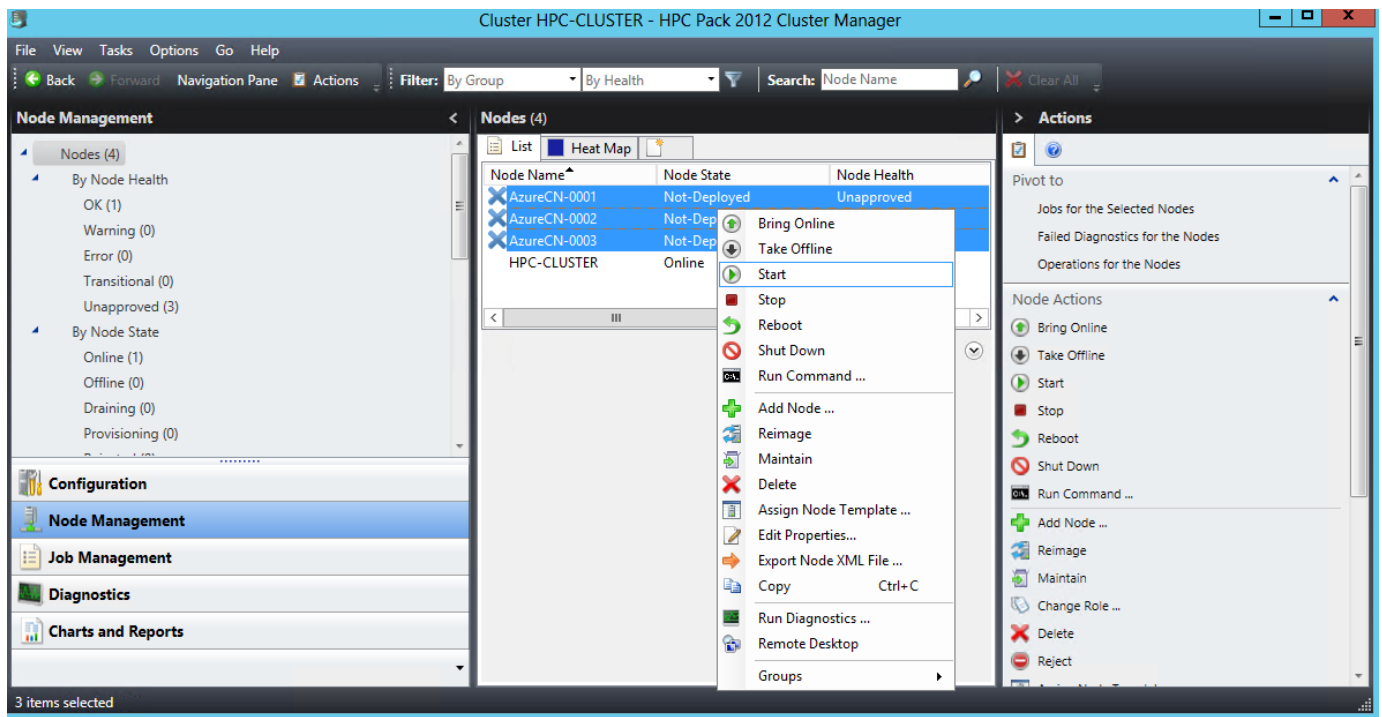 Cluster HPC-CLUSTER - HPC Pack 2012 Cluster Manager
File View Tasks Options Go Help
Back Forward Navigation Pane Actions Filter: By Group By Health Search: Node Name Clear All
Node Management
Nodes (4)
By Node Health
OK (1)
Warning (0)
Error (0)
Transitional (0)
Unapproved (3)
By Node State
Online (1)
Offline (0)
Draining (0)
Provisioning (0)
Configuration
Node Management
Job Management
Diagnostics
Charts and Reports
Nodes (4)
List Heat Map
Node Name Node State Node Health
AzureCN-0001 Not-Deployed Unapproved
AzureCN-0002 Not-Dep
AzureCN-0003 Not-Dep
HPC-CLUSTER Online
Bring Online
Take Offline
Start
Stop
Reboot
Shut Down
Run Command ...
Add Node ...
Reimage
Maintain
Delete
Assign Node Template ...
Edit Properties...
Export Node XML File ...
Copy Ctrl+C
Run Diagnostics ...
Remote Desktop
Groups
Actions
Pivot to
Jobs for the Selected Nodes
Failed Diagnostics for the Nodes
Operations for the Nodes
Node Actions
Bring Online
Take Offline
Start
Stop
Reboot
Shut Down
Run Command ...
Add Node ...
Reimage
Maintain
Change Role ...
Delete
Reject
3 items selected